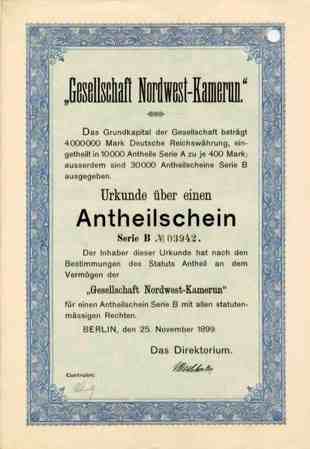 „Gesellschaft Nordwest-Kamerun."
Das Grundkapital der Gesellschaft beträgt
4000000 Mark Deutsche Reichswährung, ein-
getheilt in 10000 Antheile Serie A zu je 400 Mark;
ausserdem sind 30000 Antheilscheine Serie B
ausgegeben.
Urkunde über einen
Antheilschein
Serie B № 03942.
Der Inhaber dieser Urkunde hat nach den
Bestimmungen des Statuts Antheil an dem
Vermögen der
„Gesellschaft Nordwest-Kamerun"
für einen Antheilschein Serie B mit allen statuten-
mässigen Rechten.
BERLIN, den 25. November 1899.
Das Direktorium.
Controle: